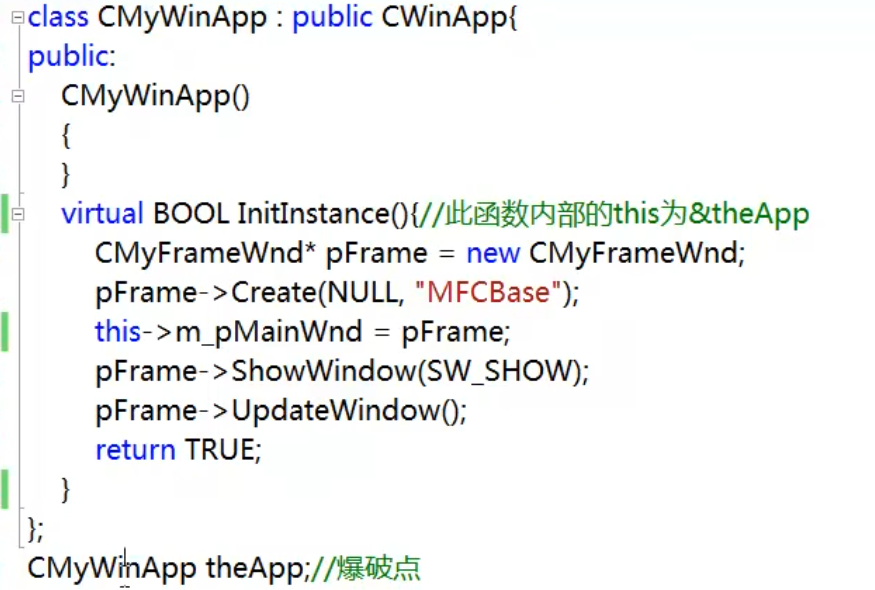 class CMyWinApp : public CWinApp{
public:
CMyWinApp()
{
}
virtual BOOL InitInstance(){//此函数内部的this为&theApp
CMyFrameWnd* pFrame = new CMyFrameWnd;
pFrame->Create(NULL, "MFCBase");
this->m_pMainWnd = pFrame;
pFrame->ShowWindow(SW_SHOW);
pFrame->UpdateWindow();
return TRUE;
}
};
CMyWinApp theApp;//爆破点